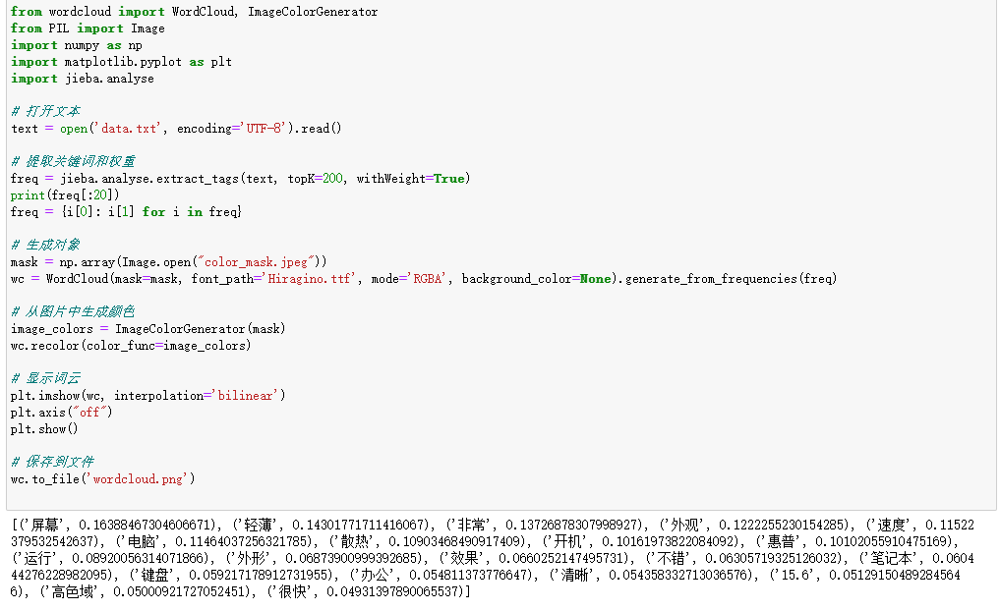 from wordcloud import WordCloud, ImageColorGenerator
from PIL import Image
import numpy as np
import matplotlib.pyplot as plt
import jieba.analyse
# 打开文本
text = open('data.txt', encoding='UTF-8').read()
# 提取关键词和权重
freq = jieba.analyse.extract_tags(text, topK=200, withWeight=True)
print(freq[:20])
freq = {i[0]: i[1] for i in freq}
# 生成对象
mask = np.array(Image.open("color_mask.jpeg"))
wc = WordCloud(mask=mask, font_path='Hiragino.ttf', mode='RGBA', background_color=None).generate_from_frequencies(freq)
# 从图片中生成颜色
image_colors = ImageColorGenerator(mask)
wc.recolor(color_func=image_colors)
# 显示词云
plt.imshow(wc, interpolation='bilinear')
plt.axis("off")
plt.show()
# 保存到文件
wc.to_file('wordcloud.png')
[('屏幕', 0.16388467304606671), ('轻薄', 0.14301771711416067), ('非常', 0.13726878307998927), ('外观', 0.1222255230154285), ('速度', 0.11522
379532542637), ('电脑', 0.11464037256321785), ('散热', 0.10903468490917409), ('开机', 0.10161973822084092), ('惠普', 0.10102055910475169),
('运行', 0.08920056314071866), ('外形', 0.06873900999392685), ('效果', 0.0660252147495731), ('不错', 0.06305719325126032), ('笔记本', 0.0604
44276228982095), ('键盘', 0.059217178912731955), ('办公', 0.054811373776647), ('清晰', 0.054358332713036576), ('15.6', 0.0512915048928456
6), ('高色域', 0.05000921727052451), ('很快', 0.04931397890065537)]